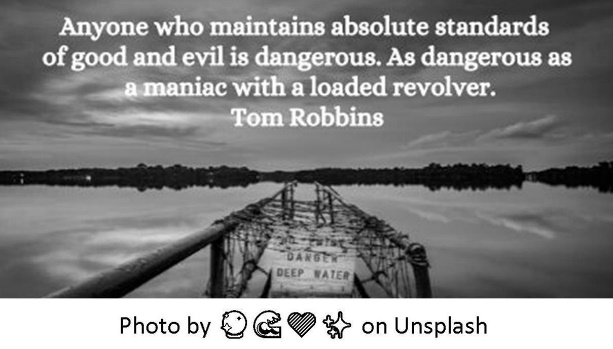 Anyone who maintains absolute standards
of good and evil is dangerous. As dangerous as
a maniac with a loaded revolver.
Tom Robbins
DANGER
DEEP WATER
Photo by 🔮🌊💜✨ on Unsplash